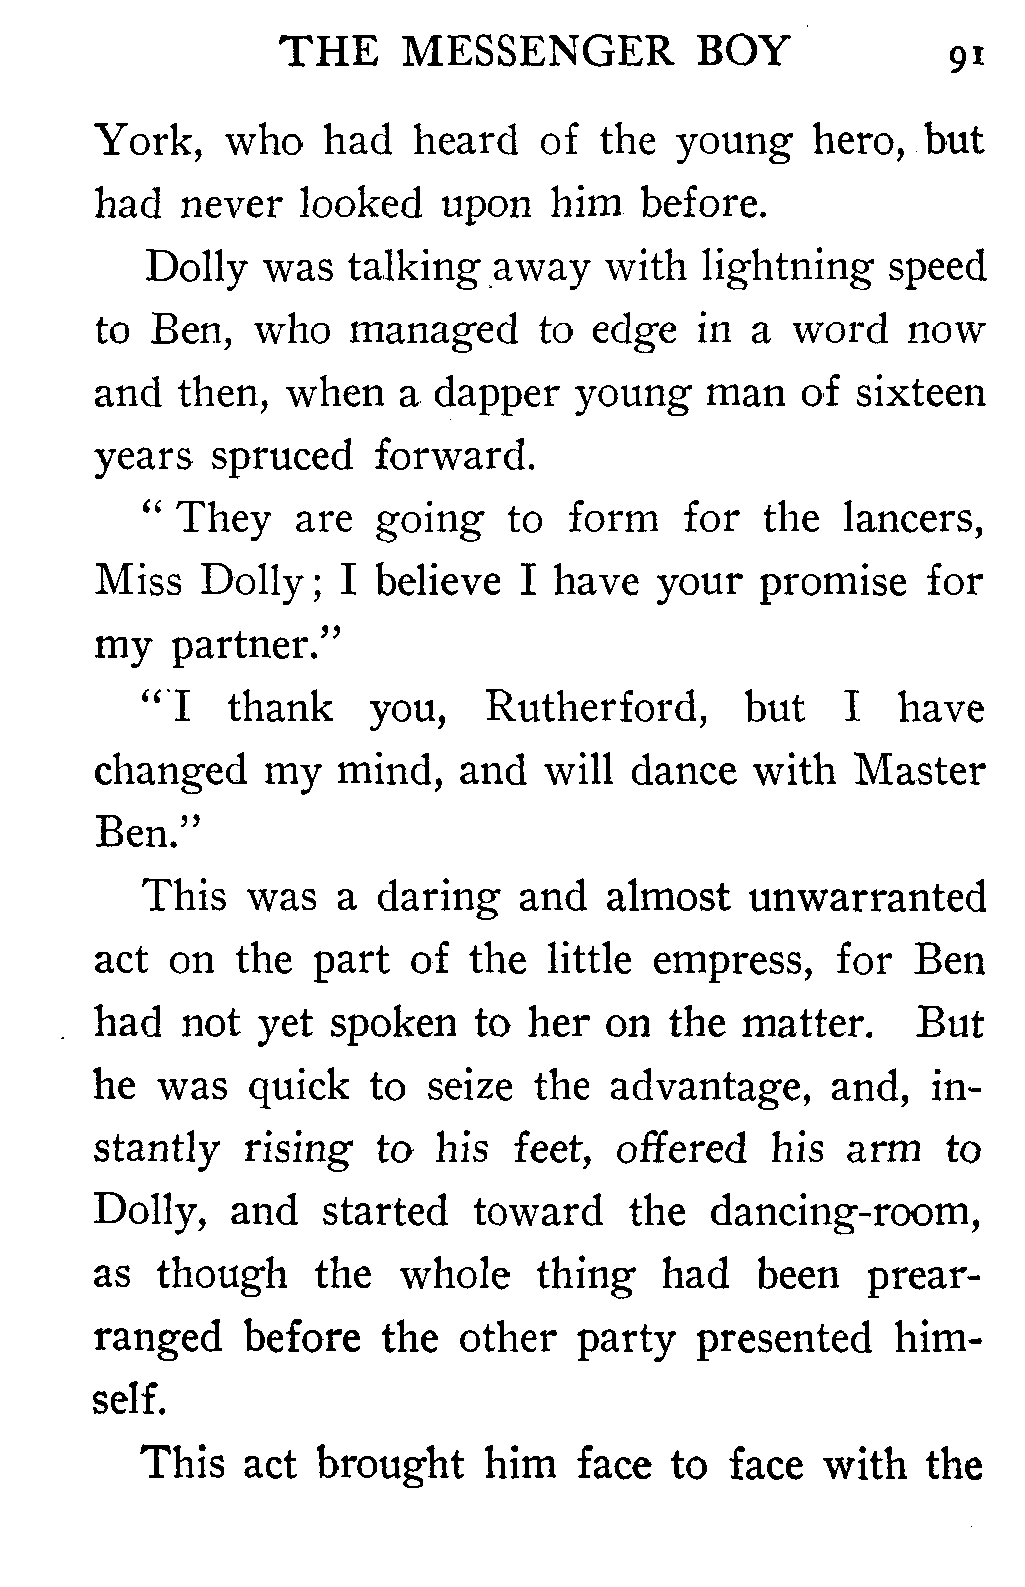 THE MESSENGER BOY 91
York, who had heard of the young hero, but
had never looked upon him before.
Dolly was talking away with lightning speed
to Ben, who managed to edge in a word now
and then, when a dapper young man of sixteen
years spruced forward.
“ They are going to form for the lancers,
Miss Dolly; I believe I have your promise for
my partner.”
“I thank you, Rutherford, but I have
changed my mind, and will dance with Master
Ben.”
This was a daring and almost unwarranted
act on the part of the little empress, for Ben
had not yet spoken to her on the matter. But
he was quick to seize the advantage, and, in-
stantly rising to his feet, offered his arm to
Dolly, and started toward the dancing-room,
as though the whole thing had been prear-
ranged before the other party presented him-
self.
This act brought him face to face with the